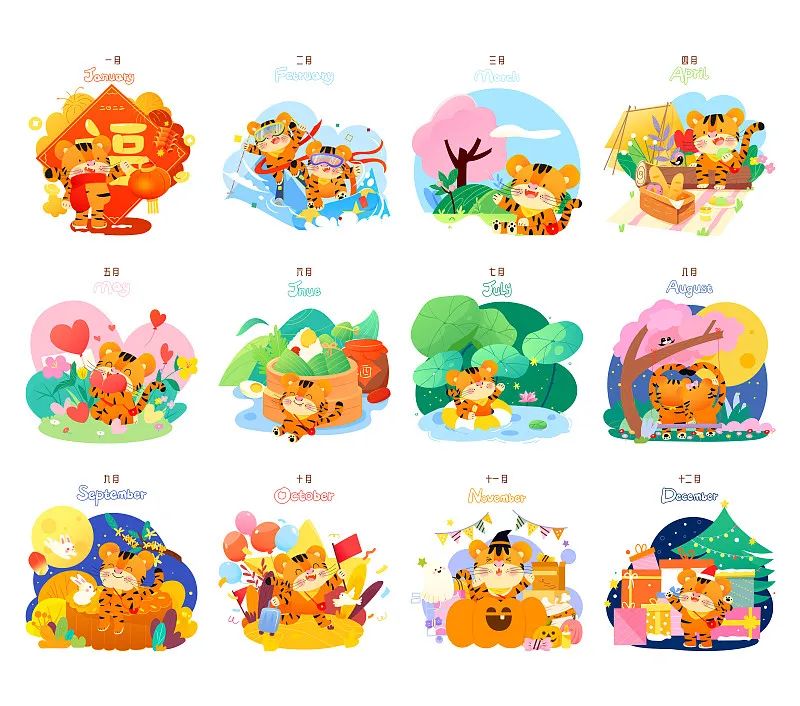 一月
January
2022
福
二月
February
三月
March
四月
April
五月
May
六月
Jnue
七月
July
八月
August
九月
September
十月
October
十一月
November
十二月
December